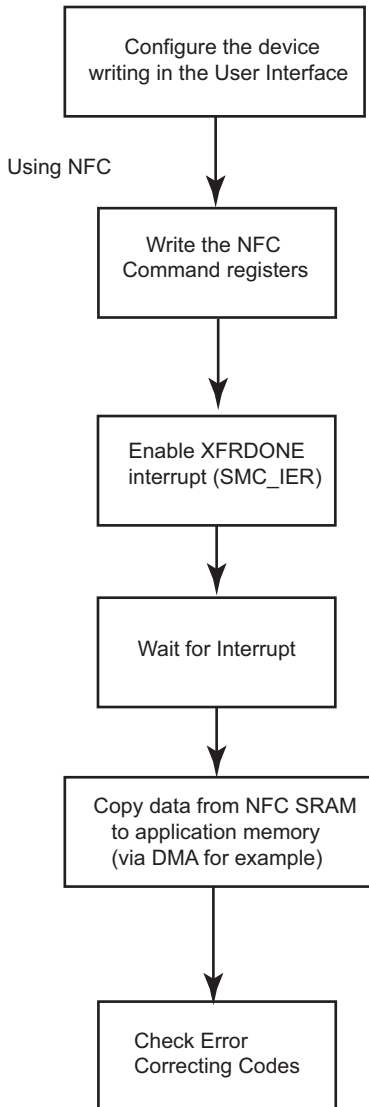 Configure the device
writing in the User Interface
Using NFC
Write the NFC
Command registers
Enable XFRDONE
interrupt (SMC_IER)
Wait for Interrupt
Copy data from NFC SRAM
to application memory
(via DMA for example)
Check Error
Correcting Codes